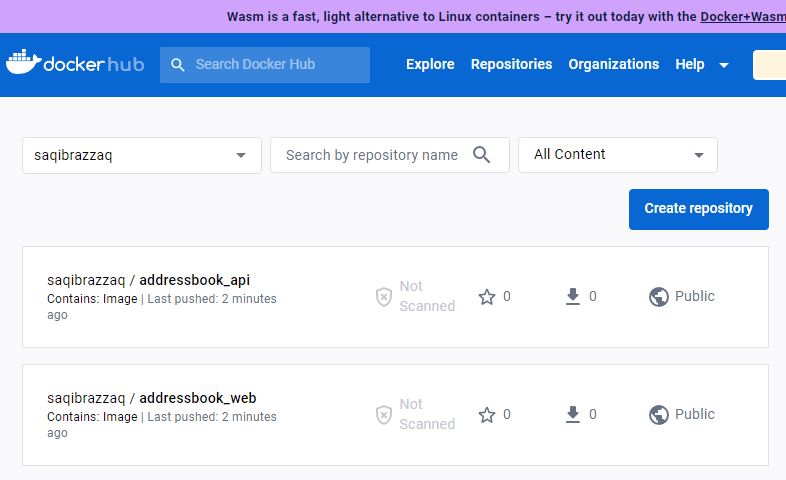 Wasm is a fast, light alternative to Linux containers – try it out today with the Docker+Wasm
dockerhub
Search Docker Hub
Explore
Repositories
Organizations
Help
saqibrazzaq
Search by repository name
All Content
Create repository
saqibrazzaq / addressbook_api
Contains: Image | Last pushed: 2 minutes
ago
Not
Scanned
0
0
Public
saqibrazzaq / addressbook_web
Contains: Image | Last pushed: 2 minutes
ago
Not
Scanned
0
0
Public